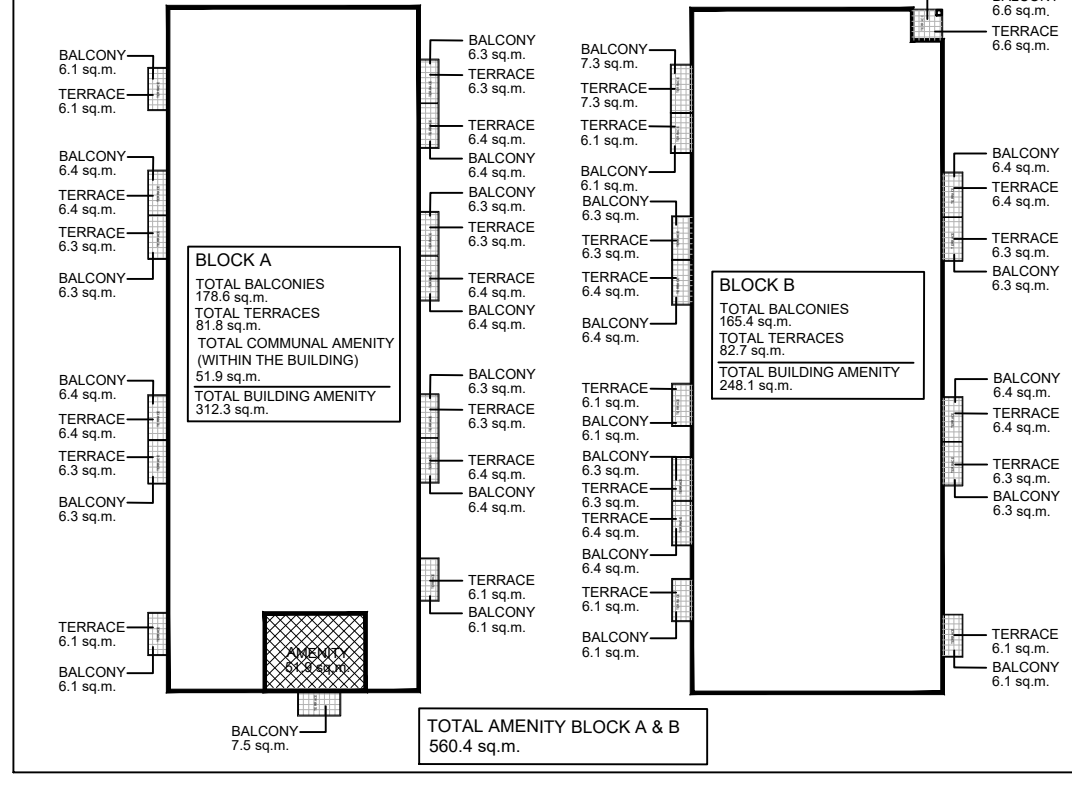 BALCONY
6.1 sq.m.
TERRACE
6.1 sq.m.
BALCONY
6.4 sq.m.
TERRACE
6.4 sq.m.
TERRACE
6.3 sq.m.
BALCONY
6.3 sq.m.
BALCONY
6.4 sq.m.
TERRACE
6.4 sq.m.
TERRACE
6.3 sq.m.
BALCONY
6.3 sq.m.
TERRACE
6.1 sq.m.
BALCONY
6.1 sq.m.
BLOCK A
TOTAL BALCONIES
178.6 sq.m.
TOTAL TERRACES
81.8 sq.m.
TOTAL COMMUNAL AMENITY
(WITHIN THE BUILDING)
51.9 sq.m.
TOTAL BUILDING AMENITY
312.3 sq.m.
AMENITY
51.9 sq.m.
BALCONY
7.5 sq.m.
BALCONY
6.3 sq.m.
TERRACE
6.3 sq.m.
TERRACE
6.4 sq.m.
BALCONY
6.4 sq.m.
BALCONY
6.3 sq.m.
TERRACE
6.3 sq.m.
TERRACE
6.4 sq.m.
BALCONY
6.4 sq.m.
BALCONY
6.3 sq.m.
TERRACE
6.3 sq.m.
TERRACE
6.4 sq.m.
BALCONY
6.4 sq.m.
TERRACE
6.1 sq.m.
BALCONY
6.1 sq.m.
BALCONY
7.3 sq.m.
TERRACE
7.3 sq.m.
TERRACE
6.1 sq.m.
BALCONY
6.1 sq.m.
BALCONY
6.3 sq.m.
TERRACE
6.3 sq.m.
TERRACE
6.4 sq.m.
BALCONY
6.4 sq.m.
TERRACE
6.1 sq.m.
BALCONY
6.1 sq.m.
BALCONY
6.3 sq.m.
TERRACE
6.3 sq.m.
TERRACE
6.4 sq.m.
BALCONY
6.4 sq.m.
TERRACE
6.1 sq.m.
BALCONY
6.1 sq.m.
BLOCK B
TOTAL BALCONIES
165.4 sq.m.
TOTAL TERRACES
82.7 sq.m.
TOTAL BUILDING AMENITY
248.1 sq.m.
6.6 sq.m.
TERRACE
6.6 sq.m.
BALCONY
6.4 sq.m.
TERRACE
6.4 sq.m.
TERRACE
6.3 sq.m.
BALCONY
6.3 sq.m.
BALCONY
6.4 sq.m.
TERRACE
6.4 sq.m.
TERRACE
6.3 sq.m.
BALCONY
6.3 sq.m.
TERRACE
6.1 sq.m.
BALCONY
6.1 sq.m.
TOTAL AMENITY BLOCK A & B
560.4 sq.m.